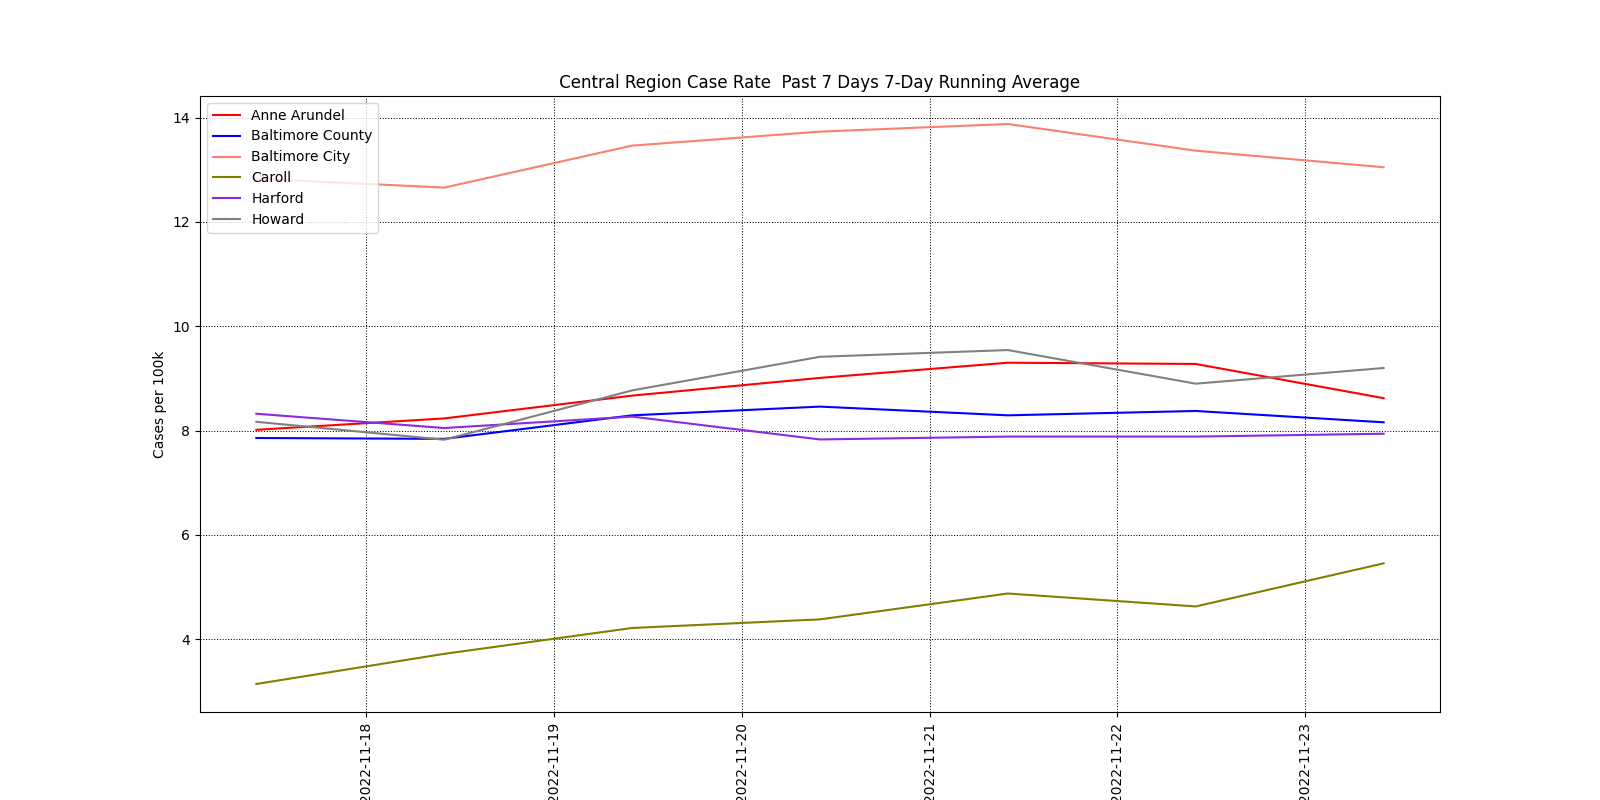 Central Region Case Rate  Past 7 Days 7-Day Running Average
14
12
10
8
6
4
Cases per 100k
Anne Arundel
Baltimore County
Baltimore City
Caroll
Harford
Howard
2022-11-18
2022-11-19
2022-11-20
2022-11-21
2022-11-22
2022-11-23